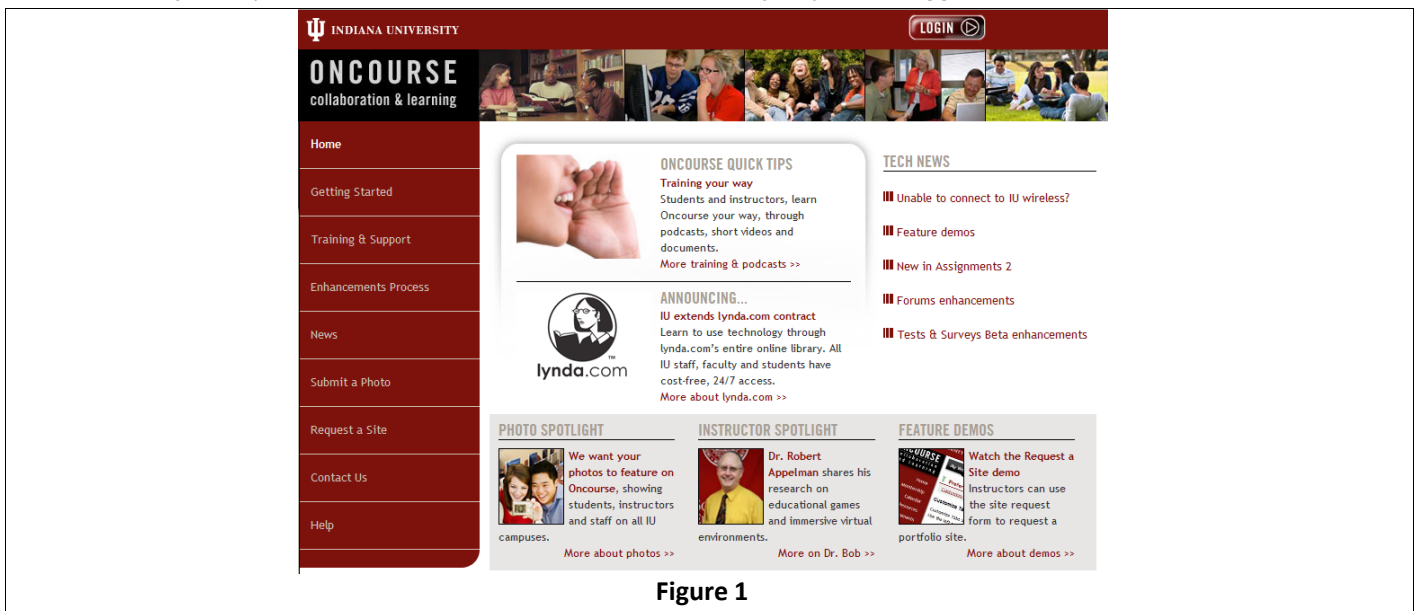 INDIANA UNIVERSITY
LOGIN
ONCOURSE
collaboration & learning
Home
Getting Started
Training & Support
Enhancements Process
News
Submit a Photo
Request a Site
Contact Us
Help
ONCOURSE QUICK TIPS
Training your way
Students and instructors, learn
Oncourse your way, through
podcasts, short videos and
documents.
More training & podcasts >>
ANNOUNCING...
IU extends lynda.com contract
Learn to use technology through
lynda.com's entire online library. All
IU staff, faculty and students have
cost-free, 24/7 access.
More about lynda.com >>
lynda.com
TM
TECH NEWS
Unable to connect to IU wireless?
Feature demos
New in Assignments 2
Forums enhancements
Tests & Surveys Beta enhancements
PHOTO SPOTLIGHT
We want your
photos to feature on
Oncourse, showing
students, instructors
and staff on all IU
campuses.
More about photos >>
INSTRUCTOR SPOTLIGHT
Dr. Robert
Appelman shares his
research on
educational games
and immersive virtual
environments.
More on Dr. Bob >>
FEATURE DEMOS
Watch the Request a
Site demo
Instructors can use
the site request
form to request a
portfolio site.
More about demos >>
Figure 1